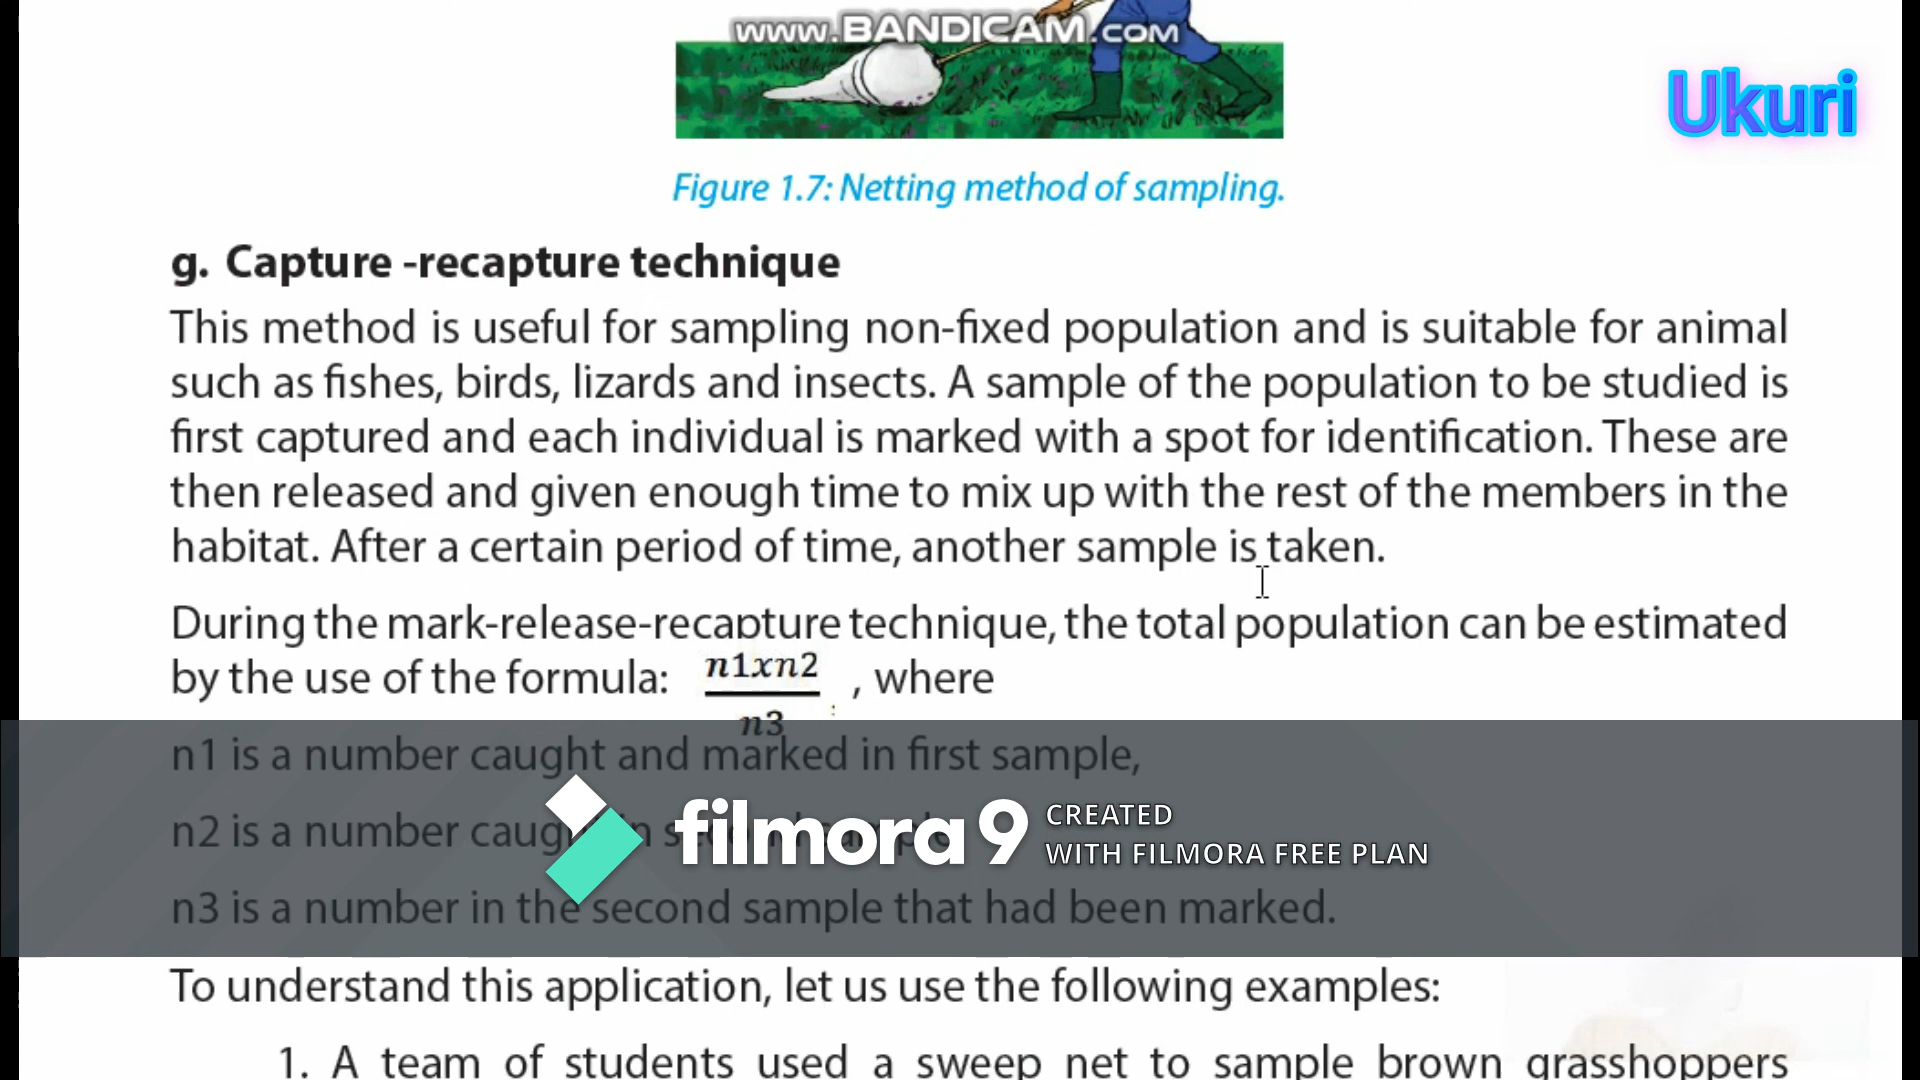 www.BANDICAM.COM
Ukuri
Figure 1.7: Netting method of sampling.
g. Capture -recapture technique
This method is useful for sampling non-fixed population and is suitable for animal
such as fishes, birds, lizards and insects. A sample of the population to be studied is
first captured and each individual is marked with a spot for identification. These are
then released and given enough time to mix up with the rest of the members in the
habitat. After a certain period of time, another sample is taken.
During the mark-release-recapture technique, the total population can be estimated
by the use of the formula: n1xn2 / n3 , where
n1 is a number caught and marked in first sample,
n2 is a number caught in second sample
n3 is a number in the second sample that had been marked.
filmora9 CREATED
WITH FILMORA FREE PLAN
To understand this application, let us use the following examples:
1. A team of students used a sweep net to sample brown grasshoppers